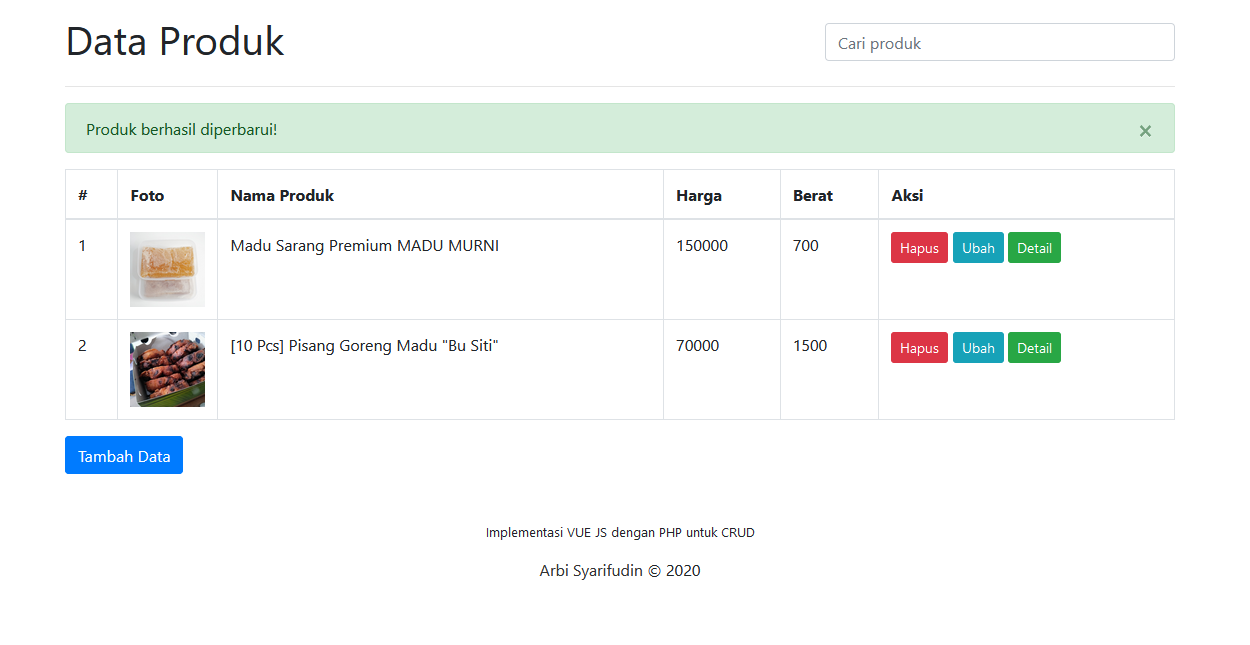 Data Produk
Cari produk
Produk berhasil diperbarui!
×
# Foto Nama Produk Harga Berat Aksi
1 Madu Sarang Premium MADU MURNI 150000 700 Hapus Ubah Detail
2 [10 Pcs] Pisang Goreng Madu "Bu Siti" 70000 1500 Hapus Ubah Detail
Tambah Data
Implementasi VUE JS dengan PHP untuk CRUD
Arbi Syarifudin © 2020